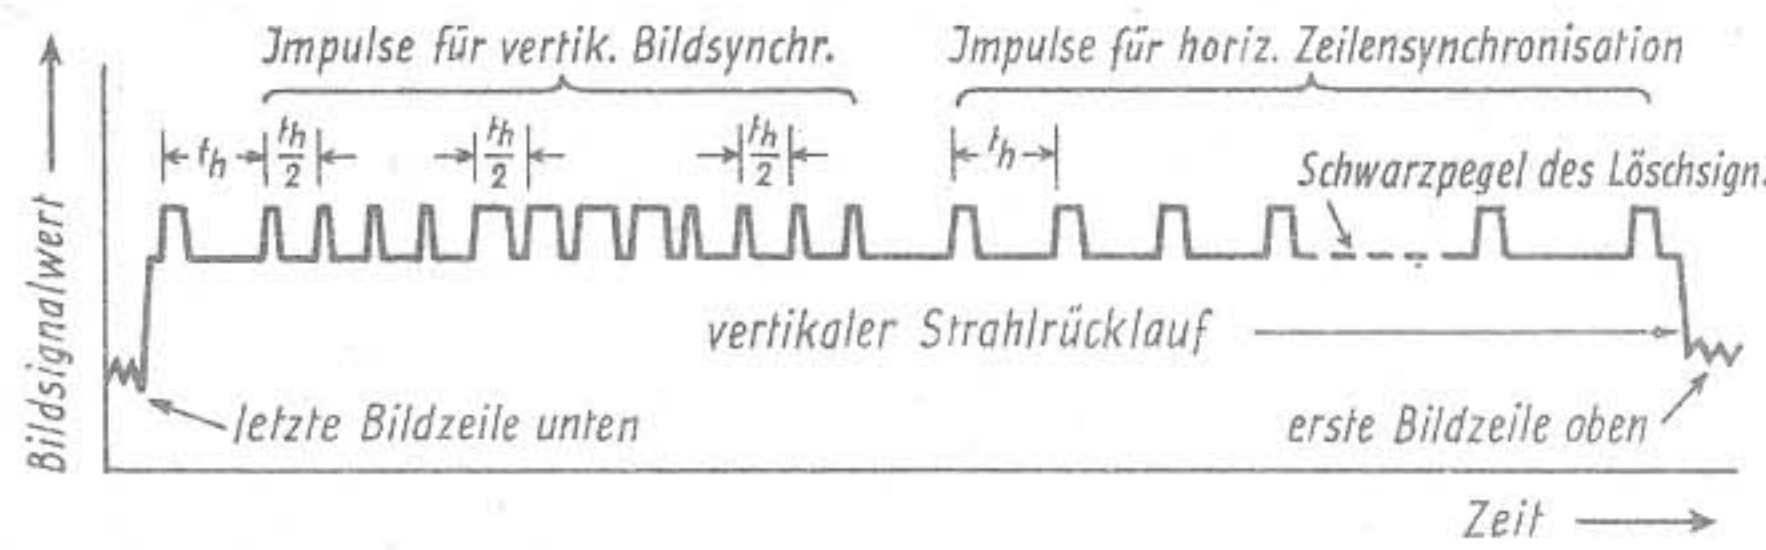 Jmpulse für vertik. Bildsynchr.
Jmpulse für horiz. Zeilensynchronisation
t_h
t_h/2
t_h/2
t_h/2
t_h
Schwarzpegel des Löschsign.
Bildsignalwert
vertikaler Strahlrücklauf
letzte Bildzeile unten
erste Bildzeile oben
Zeit